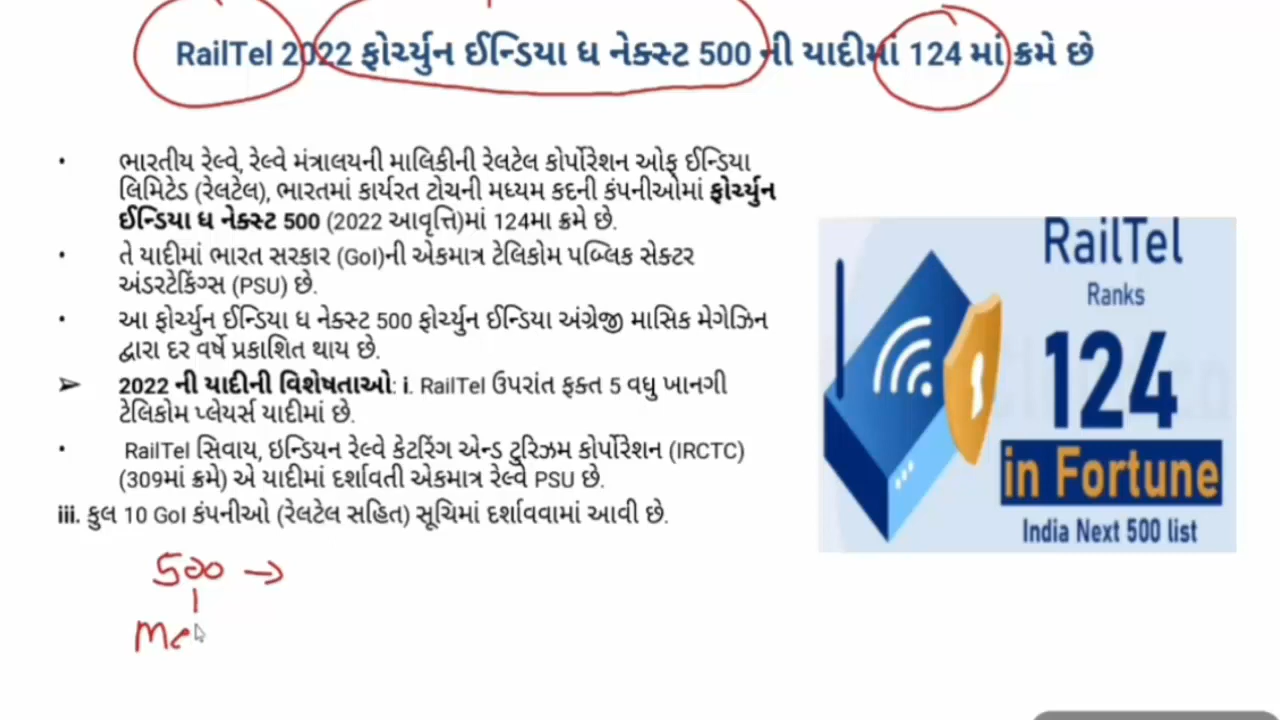 RailTel 2022 ફોર્ચ્યુન ઈન્ડિયા ધ નેક્સ્ટ 500 ની યાદીમાં 124 માં ક્રમે છે
• ભારતીય રેલ્વે, રેલ્વે મંત્રાલયની માલિકીની રેલટેલ કોર્પોરેશન ઓફ ઈન્ડિયા
લિમિટેડ (રેલટેલ), ભારતમાં કાર્યરત ટોચની મધ્યમ કદની કંપનીઓમાં ફોર્ચ્યુન
ઈન્ડિયા ધ નેક્સ્ટ 500 (2022 આવૃત્તિ)માં 124મા ક્રમે છે.
• તે યાદીમાં ભારત સરકાર (GoI)ની એકમાત્ર ટેલિકોમ પબ્લિક સેક્ટર
અંડરટેકિંગ્સ (PSU) છે.
• આ ફોર્ચ્યુન ઈન્ડિયા ધ નેક્સ્ટ 500 ફોર્ચ્યુન ઈન્ડિયા અંગ્રેજી માસિક મેગેઝિન
દ્વારા દર વર્ષે પ્રકાશિત થાય છે.
➢ 2022 ની યાદીની વિશેષતાઓ: i. RailTel ઉપરાંત ફક્ત 5 વધુ ખાનગી
ટેલિકોમ પ્લેયર્સ યાદીમાં છે.
• RailTel સિવાય, ઇન્ડિયન રેલ્વે કેટરિંગ એન્ડ ટુરિઝમ કોર્પોરેશન (IRCTC)
(309માં ક્રમે) એ યાદીમાં દર્શાવતી એકમાત્ર રેલ્વે PSU છે.
iii. કુલ 10 GoI કંપનીઓ (રેલટેલ સહિત) સૂચિમાં દર્શાવવામાં આવી છે.
500 →
Me
RailTel
Ranks
124
in Fortune
India Next 500 list